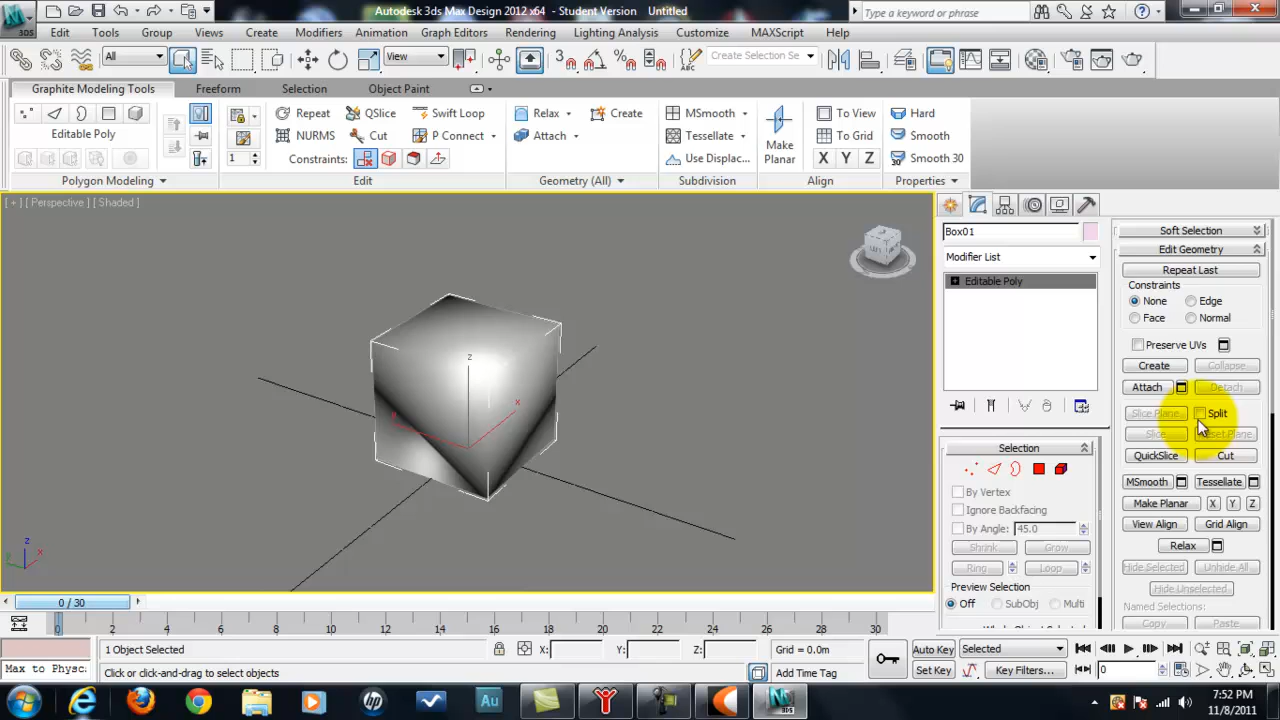 Autodesk 3ds Max Design 2012 x64 - Student Version Untitled
Type a keyword or phrase
3DS
Edit Tools Group Views Create Modifiers Animation Graph Editors Rendering Lighting Analysis Customize MAXScript Help
All View Create Selection Se
Graphite Modeling Tools Freeform Selection Object Paint
Repeat QSlice Swift Loop Relax Create MSmooth To View Hard
Editable Poly NURMS Cut P Connect Attach Tessellate Make Planar To Grid Smooth
1 Constraints: Use Displac... X Y Z Smooth 30
Polygon Modeling Edit Geometry (All) Subdivision Align Properties
[ + ] [ Perspective ] [ Shaded ]
Box01
Modifier List
Editable Poly
Soft Selection
Edit Geometry
Repeat Last
Constraints
None Edge
Face Normal
Preserve UVs
Create Collapse
Attach Detach
Slice Plane Split
Slice Reset Plane
QuickSlice Cut
MSmooth Tessellate
Make Planar X Y Z
View Align Grid Align
Relax
Hide Selected Unhide All
Hide Unselected
Named Selections:
Copy Paste
Selection
By Vertex
Ignore Backfacing
By Angle: 45.0
Shrink Grow
Ring Loop
Preview Selection
Off SubObj Multi
z
x
z
x
y
0 / 30
0 2 4 6 8 10 12 14 16 18 20 22 24 26 28 30
1 Object Selected X: Y: Z: Grid = 0.0m Auto Key Selected
Max to Physc Click or click-and-drag to select objects Add Time Tag Set Key Key Filters... 0
Au
3DS
7:52 PM
11/8/2011